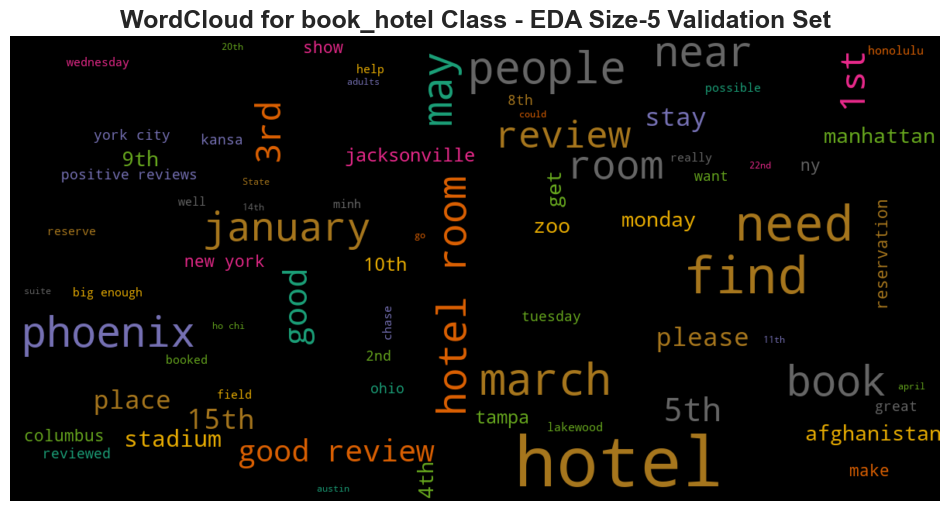 WordCloud for book_hotel Class - EDA Size-5 Validation Set
20th
show
wednesday
help
adults
may
people
near
honolulu
1st
possible
8th
could
stay
york city
kansa
3rd
9th
jacksonville
review
manhattan
positive reviews
State
room
really
22nd
want
ny
get
well
14th
minh
hotel room
january
reserve
go
zoo
monday
need
reservation
new york
10th
find
suite
big enough
good
phoenix
ho chi
chase
tuesday
booked
2nd
please
11th
march
book
april
ohio
place
field
15th
5th
great
tampa
lakewood
columbus
stadium
reviewed
good review
4th
hotel
afghanistan
make
austin